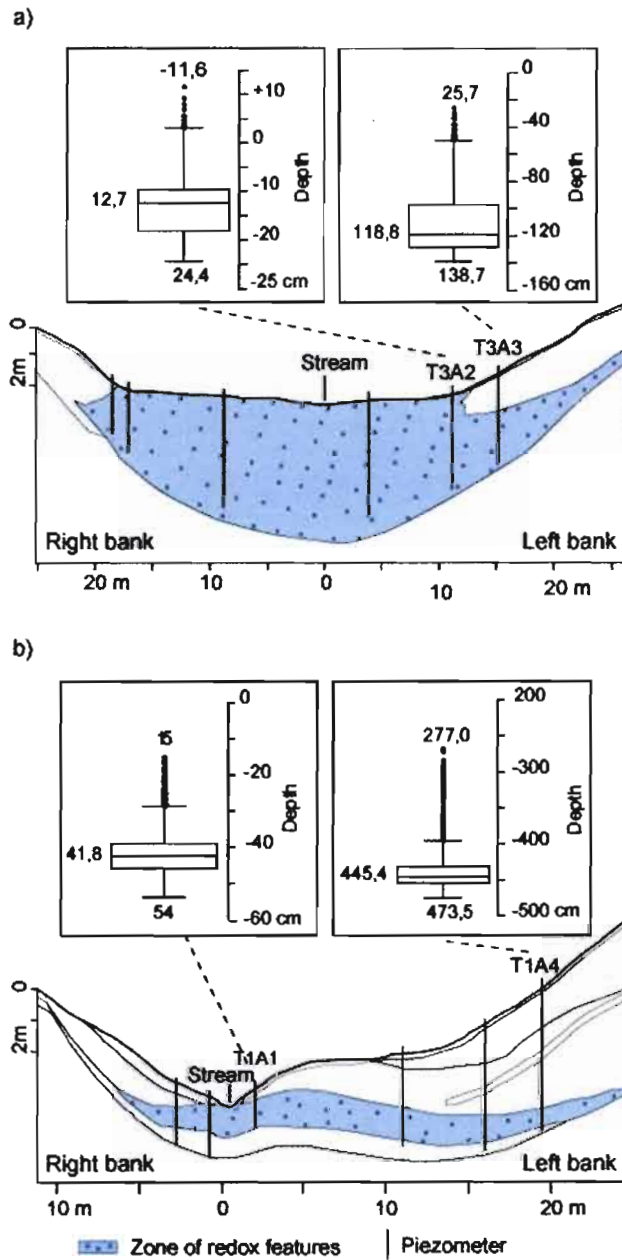 a)
-11,6
+10
0
-10
-20
-25 cm
Depth
12,7
24,4
0
-40
-80
-120
-160 cm
Depth
25,7
118,8
138,7
0
2m
Stream
T3A2
T3A3
Right bank
Left bank
20 m 10 0 10 20 m
b)
0
-20
-40
-60 cm
Depth
15
41,8
54
200
-300
-400
-500 cm
Depth
277,0
445,4
473,5
0
2m
Stream
T1A1
T1A4
Right bank
Left bank
10 m 0 10 20 m
Zone of redox features
Piezometer